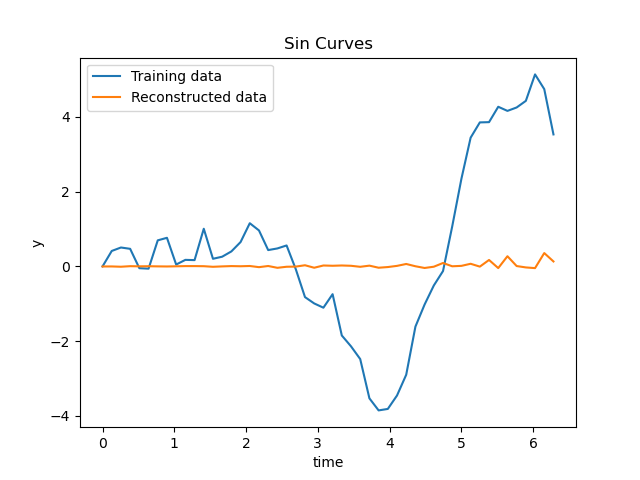 Sin Curves
Training data
Reconstructed data
y
4
2
0
−2
−4
0 1 2 3 4 5 6
time